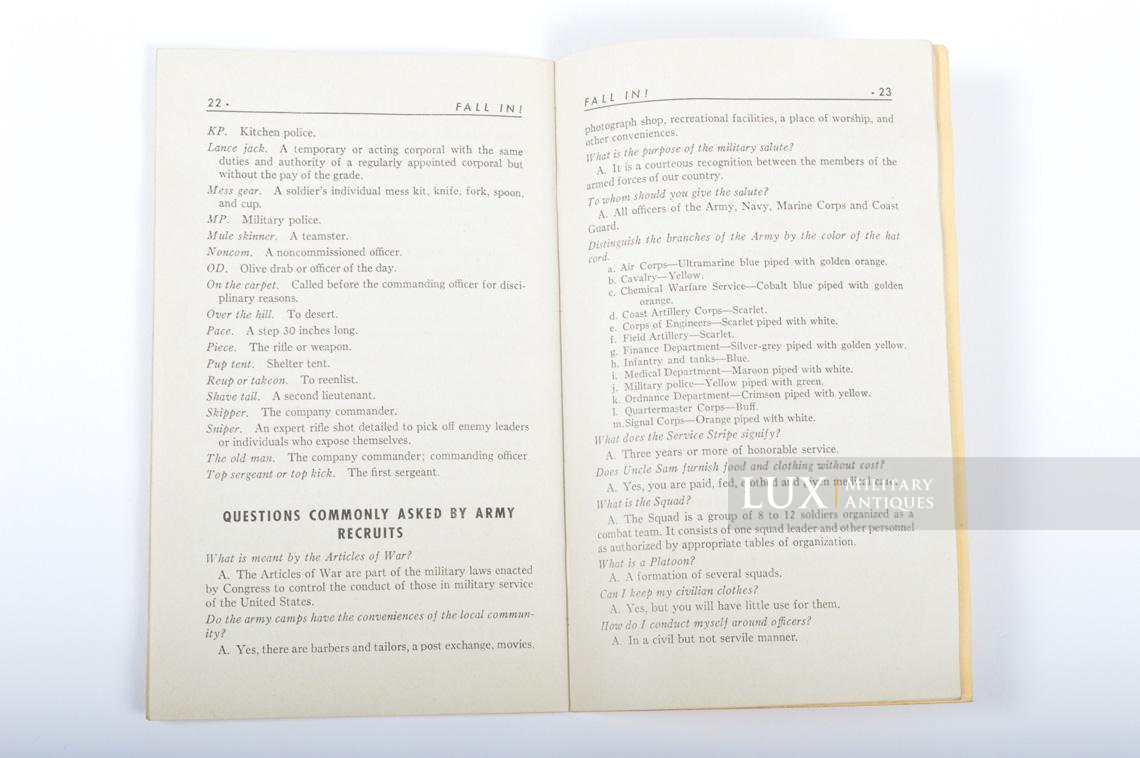 22 •
FALL IN!
KP. Kitchen police.
Lance jack. A temporary or acting corporal with the same
duties and authority of a regularly appointed corporal but
without the pay of the grade.
Mess gear. A soldier's individual mess kit, knife, fork, spoon,
and cup.
MP. Military police.
Mule skinner. A teamster.
Noncom. A noncommissioned officer.
OD. Olive drab or officer of the day.
On the carpet. Called before the commanding officer for disci-
plinary reasons.
Over the hill. To desert.
Pace. A step 30 inches long.
Piece. The rifle or weapon.
Pup tent. Shelter tent.
Reup or takeon. To reenlist.
Shave tail. A second lieutenant.
Skipper. The company commander.
Sniper. An expert rifle shot detailed to pick off enemy leaders
or individuals who expose themselves.
The old man. The company commander; commanding officer
Top sergeant or top kick. The first sergeant.
QUESTIONS COMMONLY ASKED BY ARMY
RECRUITS
What is meant by the Articles of War?
A. The Articles of War are part of the military laws enacted
by Congress to control the conduct of those in military service
of the United States.
Do the army camps have the conveniences of the local commun-
ity?
A. Yes, there are barbers and tailors, a post exchange, movies,
FALL IN!
• 23
photograph shop, recreational facilities, a place of worship, and
other conveniences.
What is the purpose of the military salute?
A. It is a courteous recognition between the members of the
armed forces of our country.
To whom should you give the salute?
A. All officers of the Army, Navy, Marine Corps and Coast
Guard.
Distinguish the branches of the Army by the color of the hat
cord.
a. Air Corps—Ultramarine blue piped with golden orange.
b. Cavalry—Yellow.
c. Chemical Warfare Service—Cobalt blue piped with golden
orange.
d. Coast Artillery Corps—Scarlet.
e. Corps of Engineers—Scarlet piped with white.
f. Field Artillery—Scarlet.
g. Finance Department—Silver-grey piped with golden yellow.
h. Infantry and tanks—Blue.
i. Medical Department—Maroon piped with white.
j. Military police—Yellow piped with green.
k. Ordnance Department—Crimson piped with yellow.
l. Quartermaster Corps—Buff.
m. Signal Corps—Orange piped with white.
What does the Service Stripe signify?
A. Three years or more of honorable service.
Does Uncle Sam furnish food and clothing without cost?
A. Yes, you are paid, fed, clothed and given medical care.
What is the Squad?
A. The Squad is a group of 8 to 12 soldiers organized as a
combat team. It consists of one squad leader and other personnel
as authorized by appropriate tables of organization.
What is a Platoon?
A. A formation of several squads.
Can I keep my civilian clothes?
A. Yes, but you will have little use for them.
How do I conduct myself around officers?
A. In a civil but not servile manner.
LUX MILITARY
ANTIQUES